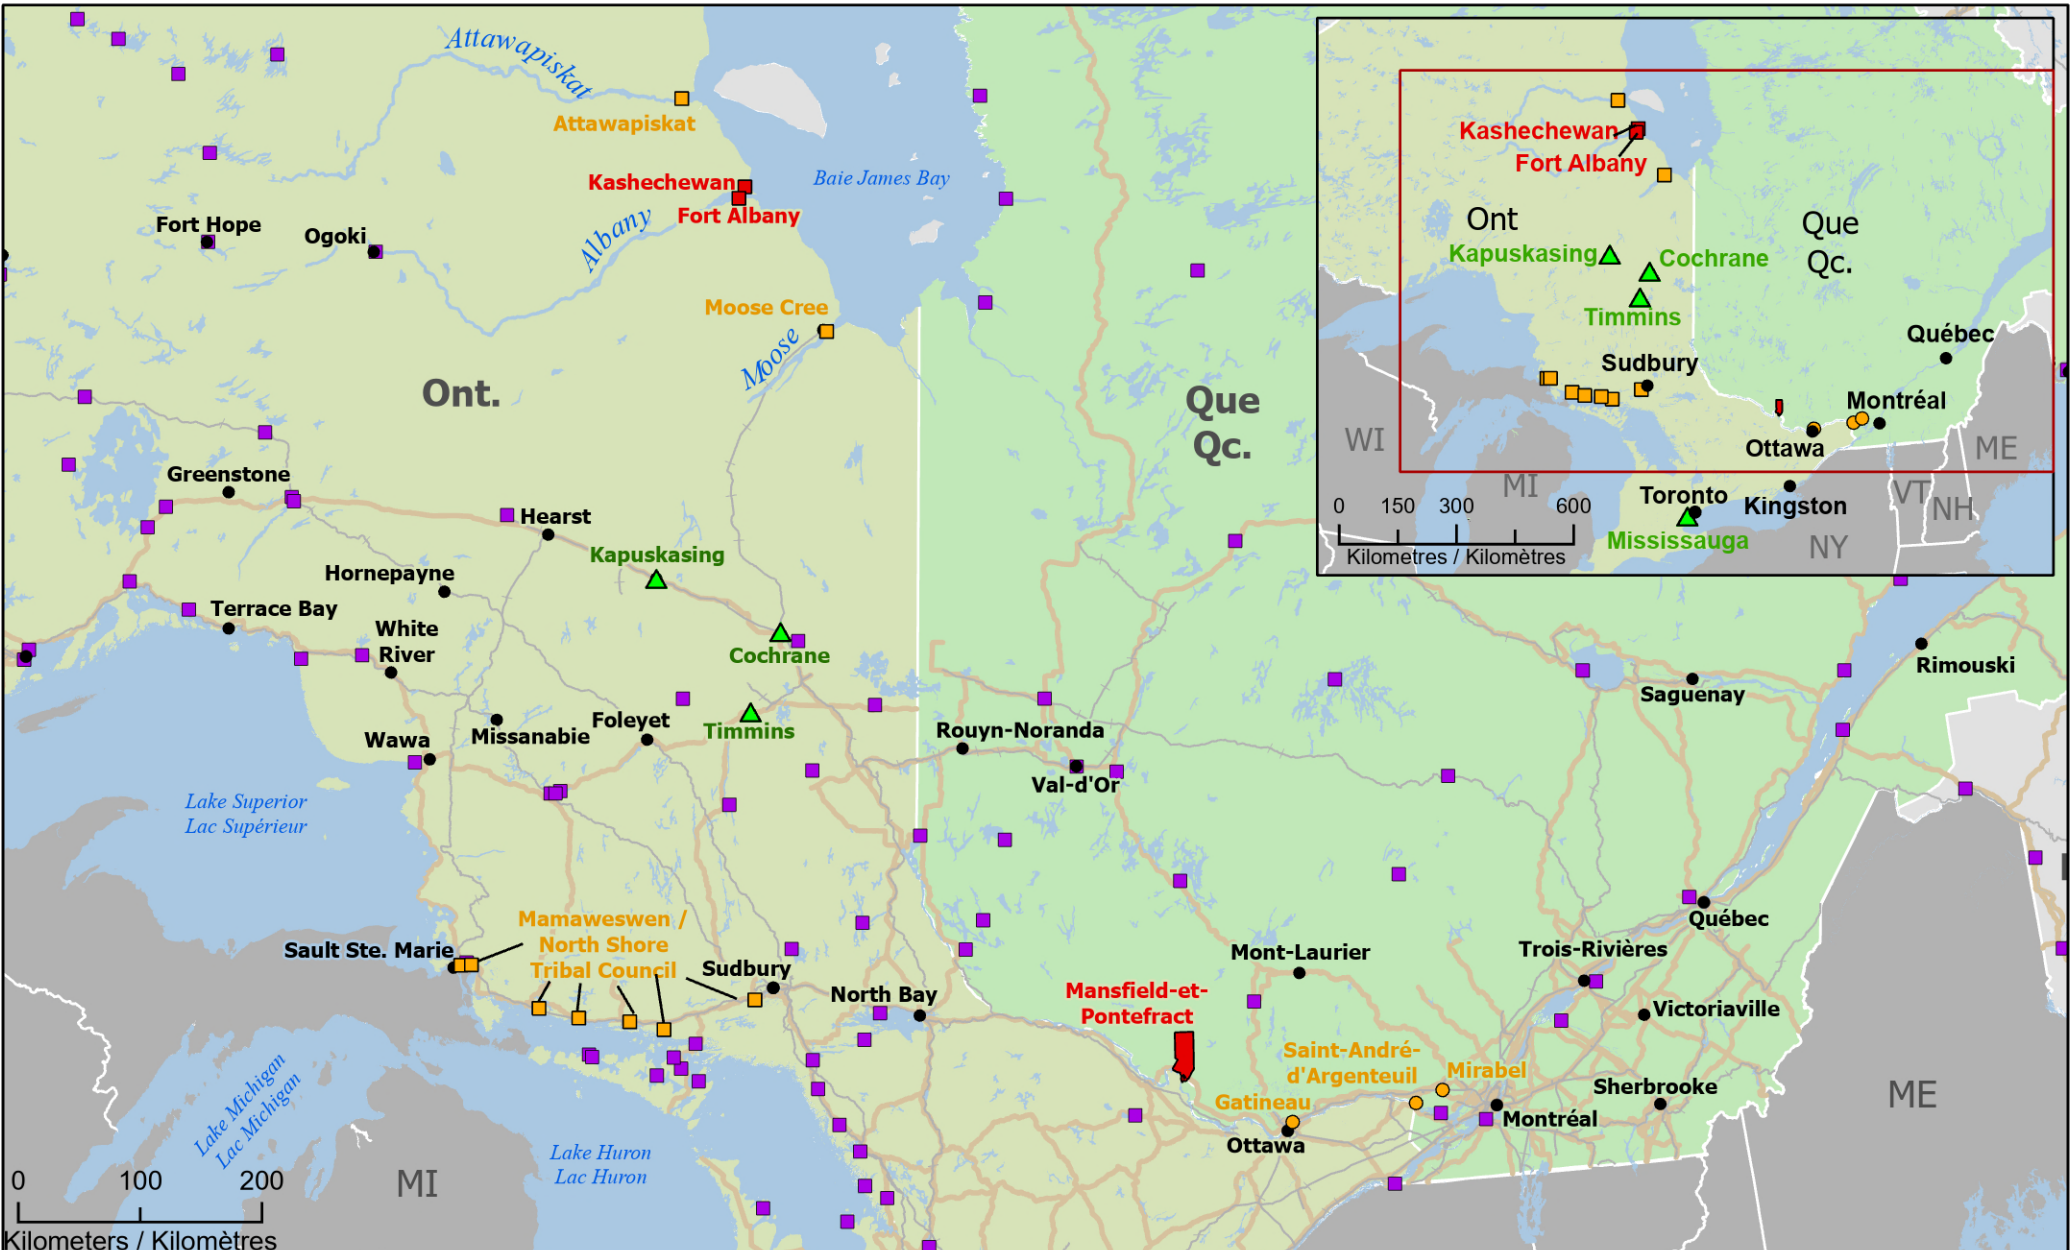 Attawapiskat
Attawapiskat
Kashechewan
Fort Albany
Albany
Baie James Bay
Fort Hope
Ogoki
Moose Cree
Moose
Ont.
Que
Qc.
Greenstone
Hearst
Kapuskasing
Hornepayne
Terrace Bay
White
River
Cochrane
Foleyet
Timmins
Missanabie
Wawa
Rouyn-Noranda
Val-d'Or
Saguenay
Rimouski
Lake Superior
Lac Supérieur
Mamaweswen /
North Shore
Tribal Council
Sault Ste. Marie
Sudbury
North Bay
Mont-Laurier
Trois-Rivières
Québec
Mansfield-et-
Pontefract
Victoriaville
Saint-André-
d'Argenteuil
Mirabel
Gatineau
Ottawa
Montréal
Sherbrooke
ME
Lake Michigan
Lac Michigan
Lake Huron
Lac Huron
MI
0 100 200
Kilometers / Kilomètres
Kashechewan
Fort Albany
Ont
Que
Qc.
Kapuskasing
Cochrane
Timmins
Québec
Sudbury
Montréal
Ottawa
WI
MI
ME
VT
NH
NY
Toronto
Kingston
Mississauga
0 150 300 600
Kilometres / Kilomètres